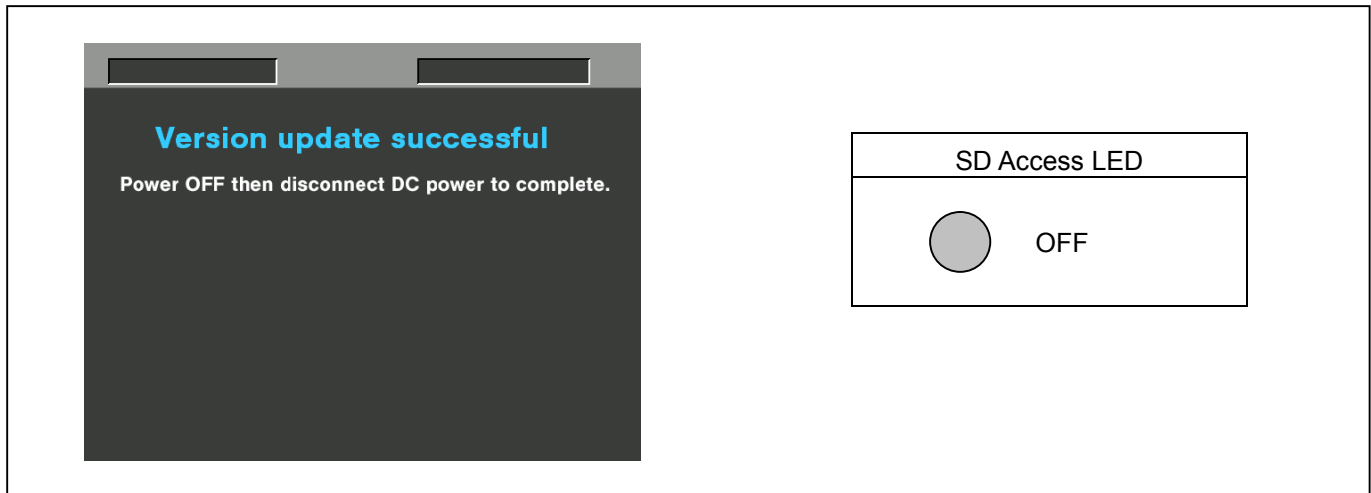 Version update successful
Power OFF then disconnect DC power to complete.
SD Access LED
OFF